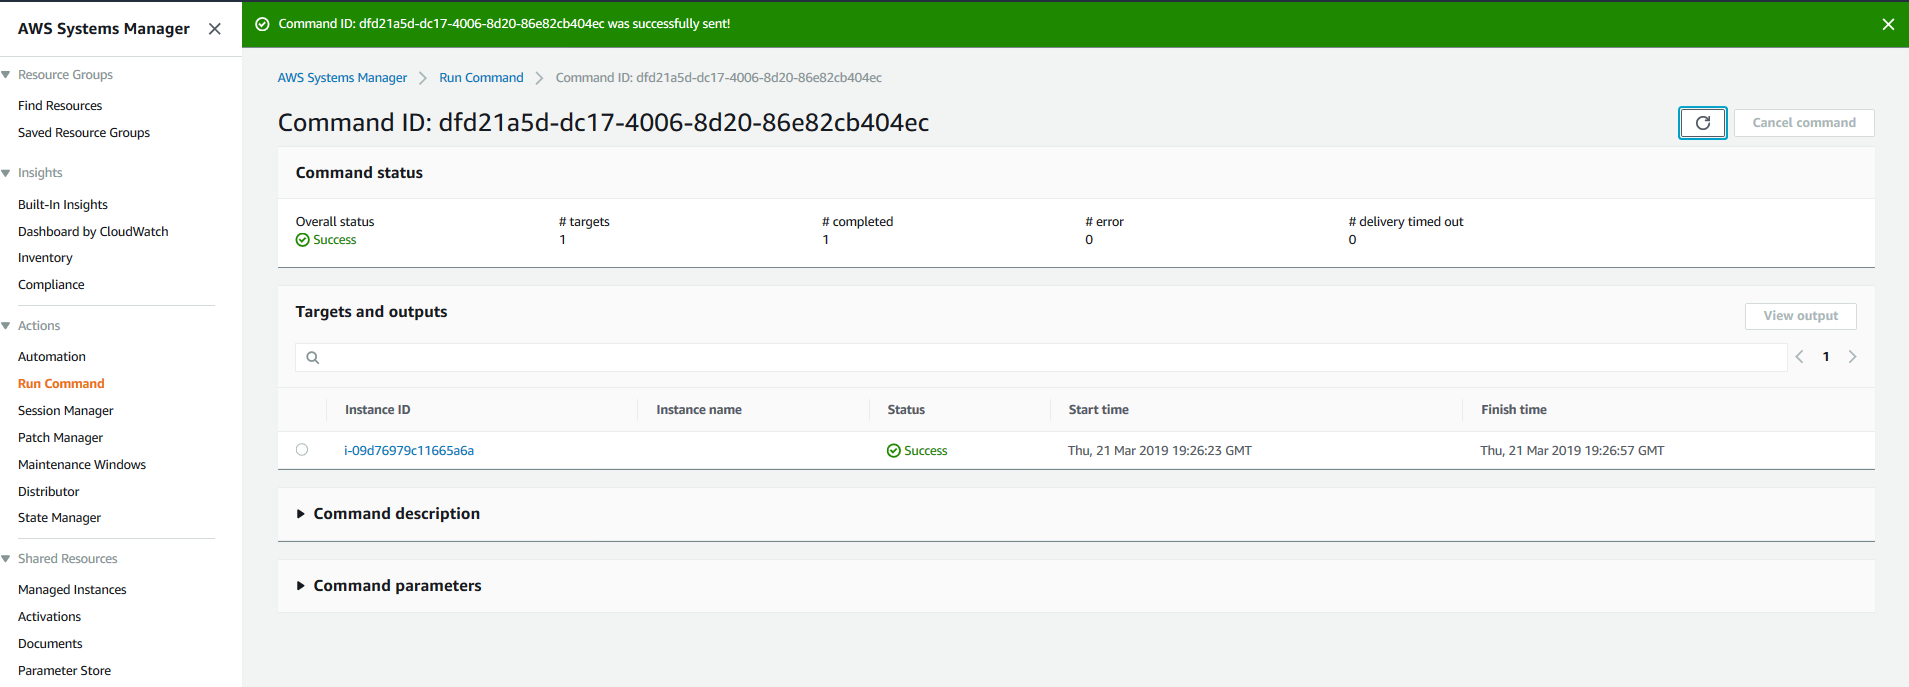 AWS Systems Manager
Resource Groups
Find Resources
Saved Resource Groups
Insights
Built-In Insights
Dashboard by CloudWatch
Inventory
Compliance
Actions
Automation
Run Command
Session Manager
Patch Manager
Maintenance Windows
Distributor
State Manager
Shared Resources
Managed Instances
Activations
Documents
Parameter Store
Command ID: dfd21a5d-dc17-4006-8d20-86e82cb404ec was successfully sent!
AWS Systems Manager Run Command Command ID: dfd21a5d-dc17-4006-8d20-86e82cb404ec
Command ID: dfd21a5d-dc17-4006-8d20-86e82cb404ec Cancel command
Command status
Overall status # targets # completed # error # delivery timed out
Success 1 1 0 0
Targets and outputs View output
1
Instance ID Instance name Status Start time Finish time
i-09d76979c11665a6a Success Thu, 21 Mar 2019 19:26:23 GMT Thu, 21 Mar 2019 19:26:57 GMT
Command description
Command parameters